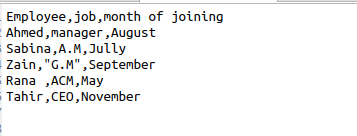 Employee,job,month of joining
Ahmed,manager,August
Sabina,A.M,Jully
Zain,"G.M",September
Rana ,ACM,May
Tahir,CEO,November